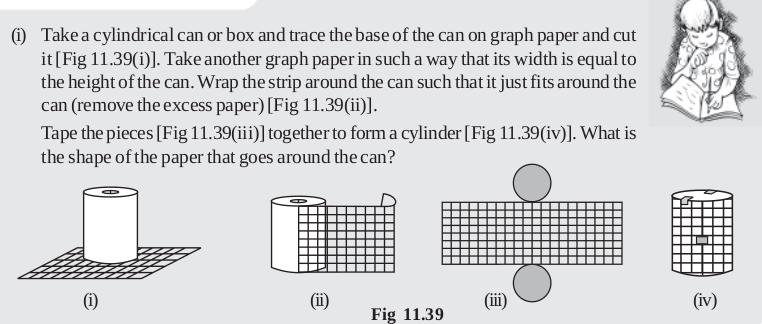 (i) Take a cylindrical can or box and trace the base of the can on graph paper and cut
it [Fig 11.39(i)]. Take another graph paper in such a way that its width is equal to
the height of the can. Wrap the strip around the can such that it just fits around the
can (remove the excess paper) [Fig 11.39(ii)].
Tape the pieces [Fig 11.39(iii)] together to form a cylinder [Fig 11.39(iv)]. What is
the shape of the paper that goes around the can?
(i) (ii) (iii) (iv)
Fig 11.39